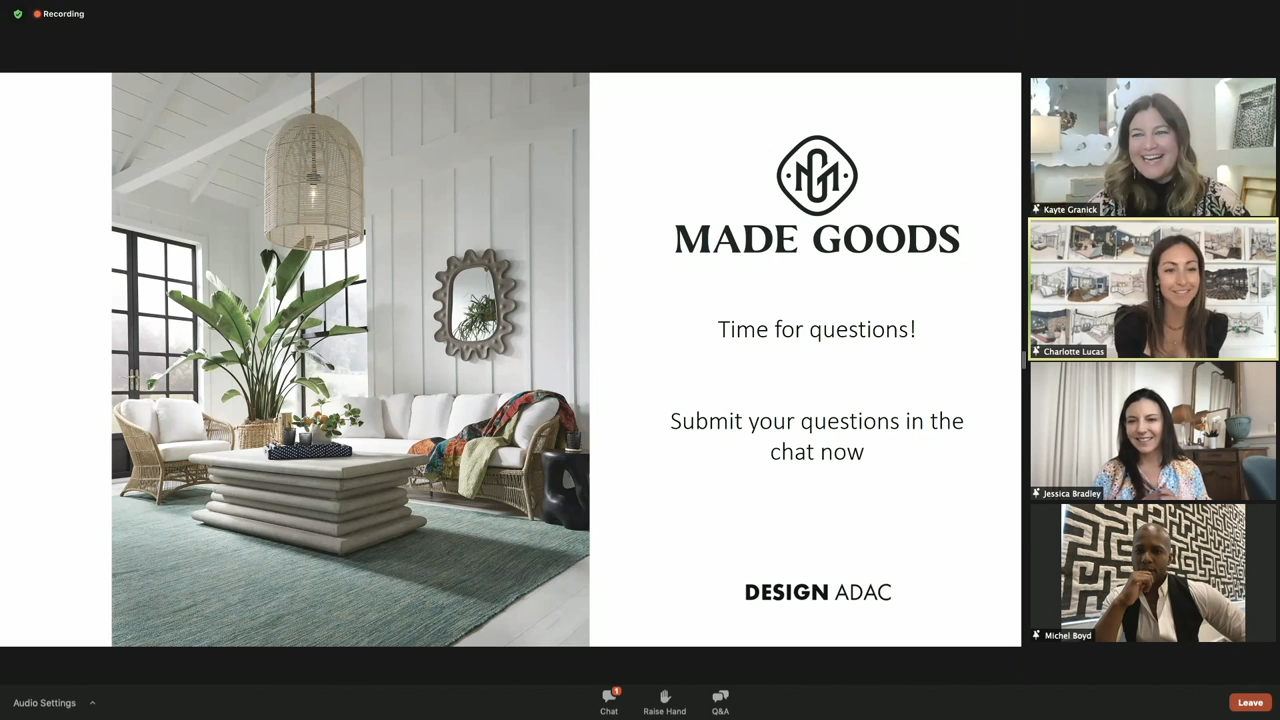 Recording
MADE GOODS
Time for questions!
Submit your questions in the
chat now
DESIGN ADAC
Kayte Granick
Charlotte Lucas
Jessica Bradley
Michel Boyd
Audio Settings
1
Chat
Raise Hand
Q&A
Leave